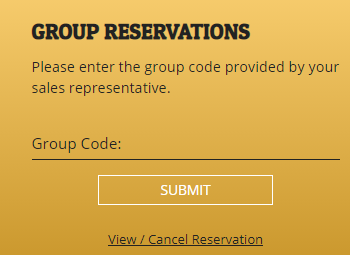 GROUP RESERVATIONS
Please enter the group code provided by your
sales representative.
Group Code:
SUBMIT
View / Cancel Reservation